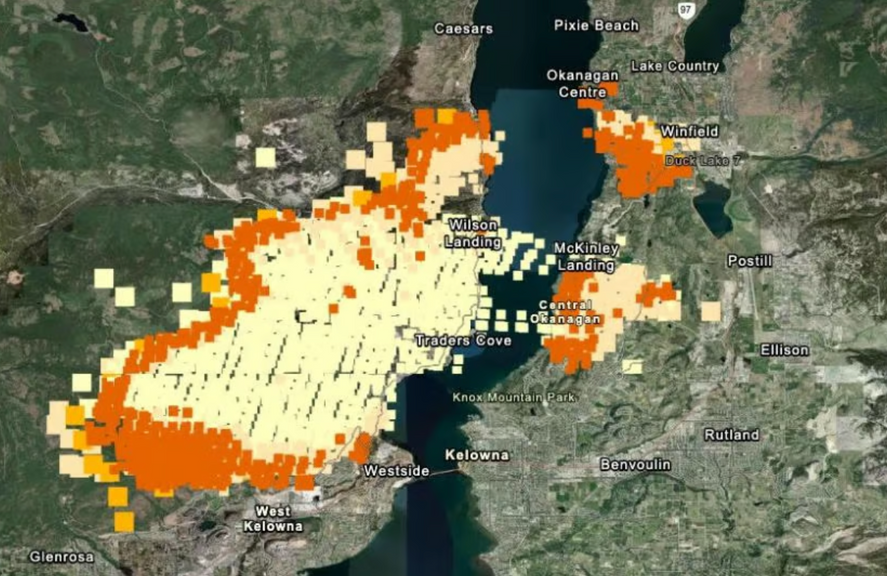 97
Caesars
Pixie Beach
Lake Country
Okanagan
Centre
Winfield
Duck Lake 7
Wilson
Landing
McKinley
Landing
Postill
Central
Okanagan
Traders Cove
Ellison
Knox Mountain Park
Rutland
Kelowna
Westside
Benvoulin
West
Kelowna
Glenrosa